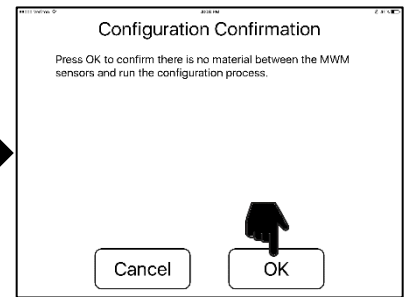 Configuration Confirmation
Press OK to confirm there is no material between the MWM
sensors and run the configuration process.
Cancel
OK